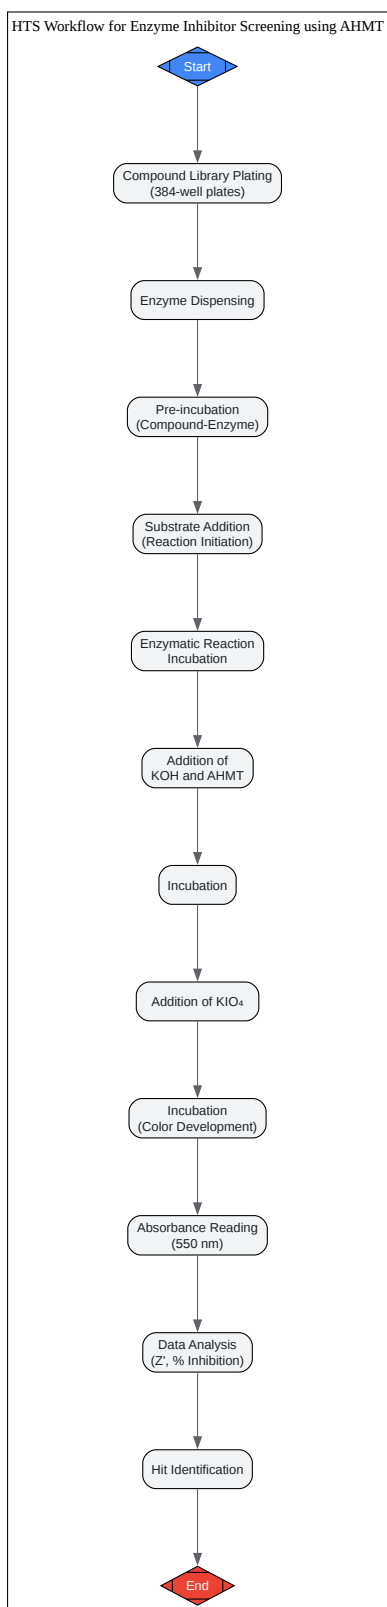 HTS Workflow for Enzyme Inhibitor Screening using AHMT
Start
Compound Library Plating
(384-well plates)
Enzyme Dispensing
Pre-incubation
(Compound-Enzyme)
Substrate Addition
(Reaction Initiation)
Enzymatic Reaction
Incubation
Addition of
KOH and AHMT
Incubation
Addition of KIO₄
Incubation
(Color Development)
Absorbance Reading
(550 nm)
Data Analysis
(Z', % Inhibition)
Hit Identification
End